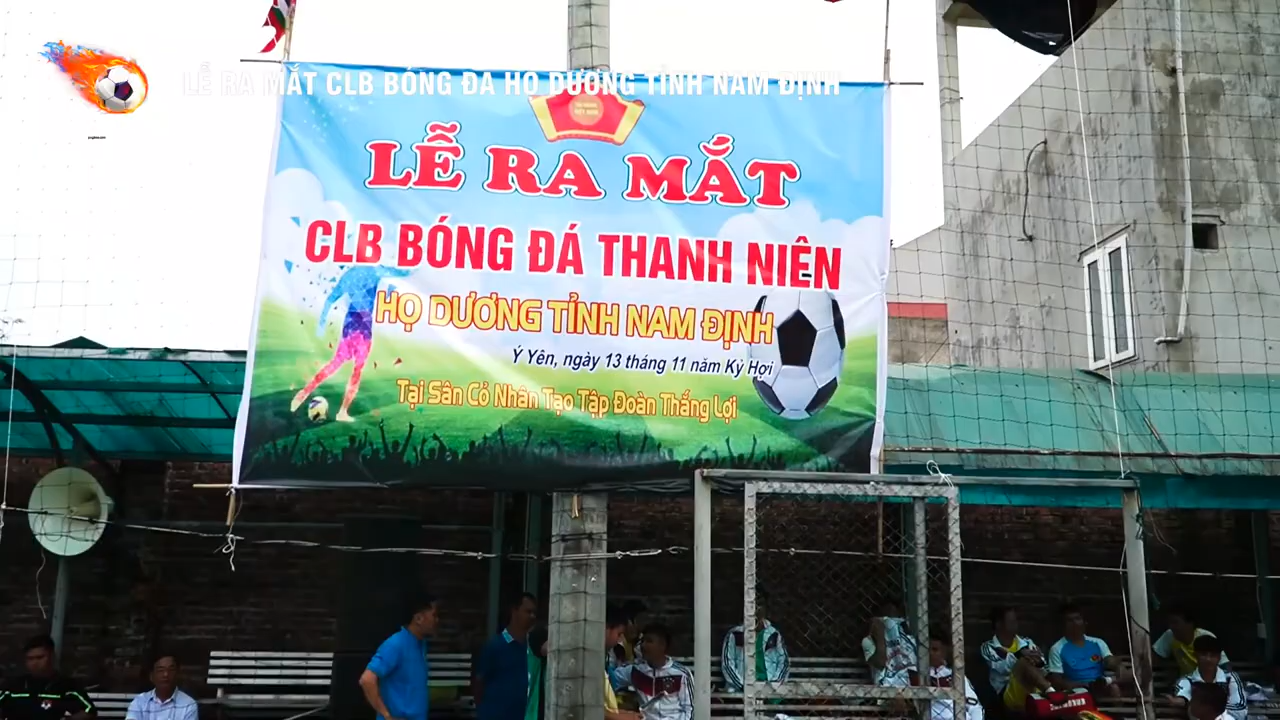 LỄ RA MẮT CLB BÓNG ĐÁ HỌ DƯƠNG TỈNH NAM ĐỊNH
LỄ RA MẮT
CLB BÓNG ĐÁ THANH NIÊN
HỌ DƯƠNG TỈNH NAM ĐỊNH
Ý Yên, ngày 13 tháng 11 năm Kỷ Hợi
Tại Sân Cỏ Nhân Tạo Tập Đoàn Thắng Lợi